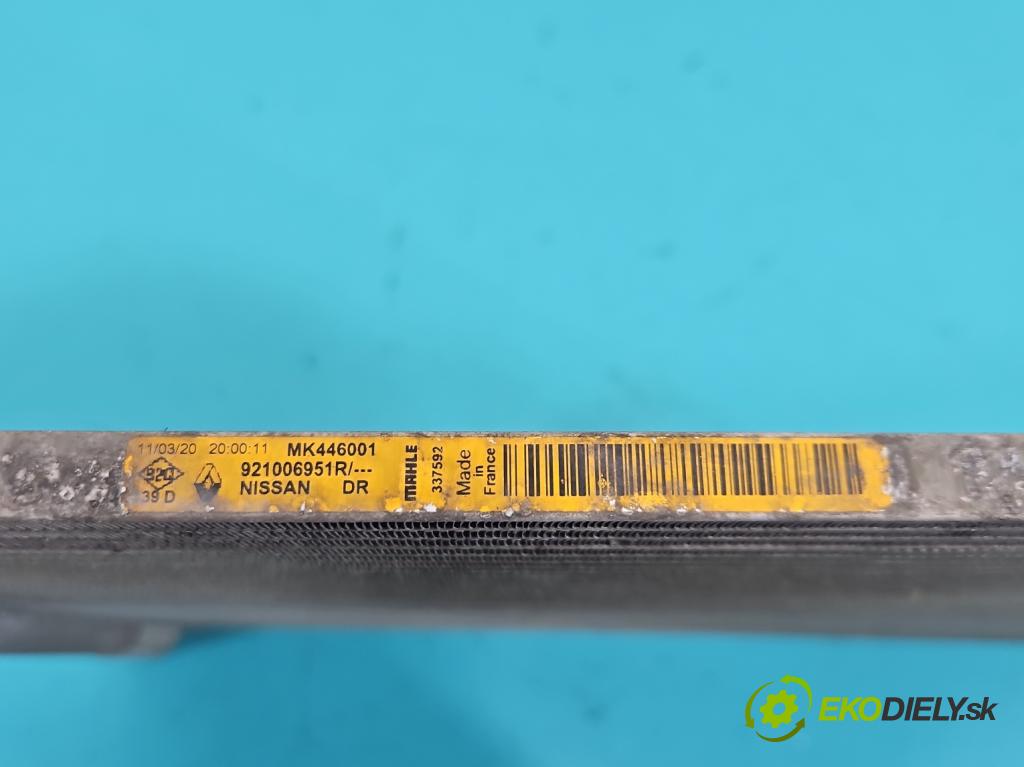 11/03/20 20:00:11 MK446001
921006951R/---
39 D NISSAN DR
MAHLE
337592
Made
in
France
EKODIELY.sk